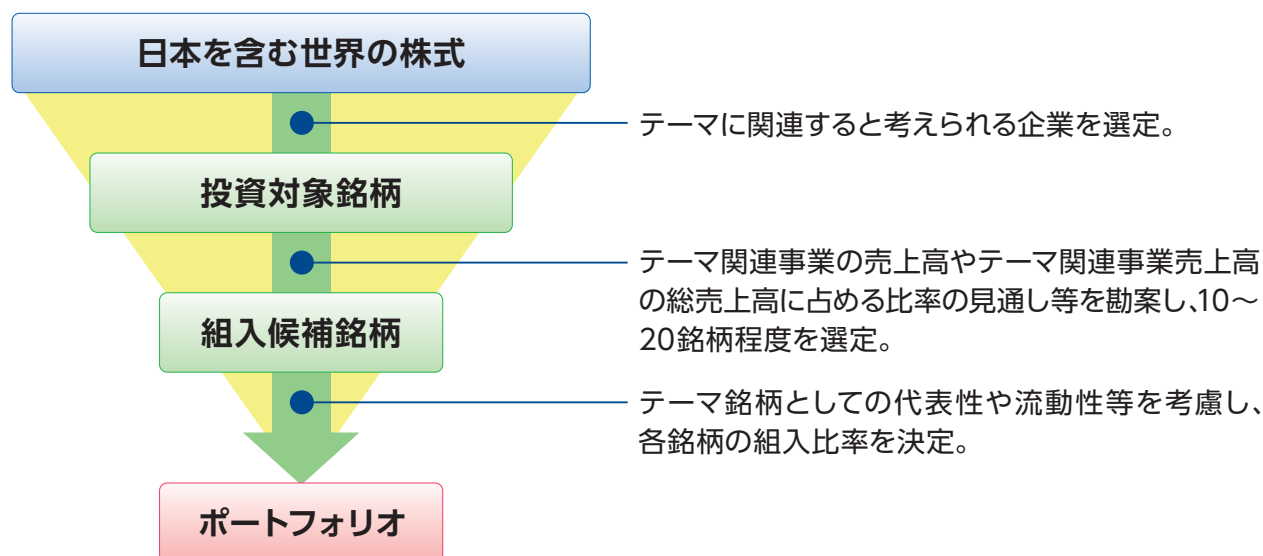 日本を含む世界の株式
テーマに関連すると考えられる企業を選定。
投資対象銘柄
テーマ関連事業の売上高やテーマ関連事業売上高
の総売上高に占める比率の見通し等を勘案し、10～
20銘柄程度を選定。
組入候補銘柄
テーマ銘柄としての代表性や流動性等を考慮し、
各銘柄の組入比率を決定。
ポートフォリオ